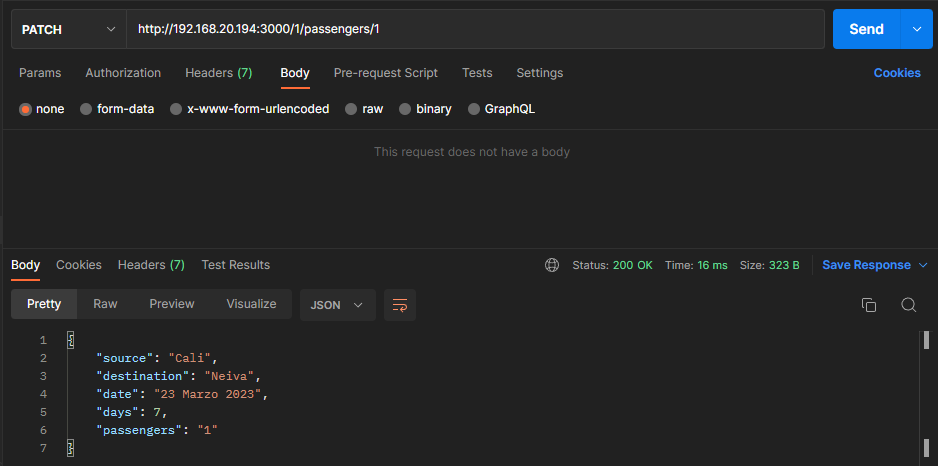 PATCH http://192.168.20.194:3000/1/passengers/1 Send
Params Authorization Headers (7) Body Pre-request Script Tests Settings Cookies
none form-data x-www-form-urlencoded raw binary GraphQL
This request does not have a body
Body Cookies Headers (7) Test Results Status: 200 OK Time: 16 ms Size: 323 B Save Response
Pretty Raw Preview Visualize JSON
1 {
2 "source": "Cali",
3 "destination": "Neiva",
4 "date": "23 Marzo 2023",
5 "days": 7,
6 "passengers": "1"
7 }